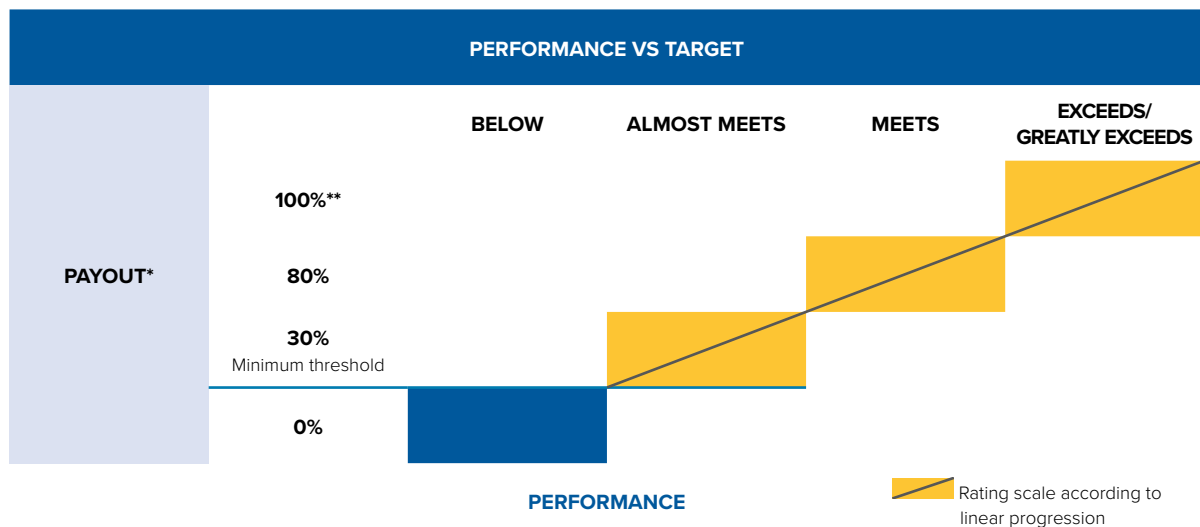 PERFORMANCE VS TARGET
BELOW
ALMOST MEETS
MEETS
EXCEEDS/
GREATLY EXCEEDS
PAYOUT*
100%**
80%
30%
Minimum threshold
0%
PERFORMANCE
Rating scale according to
linear progression